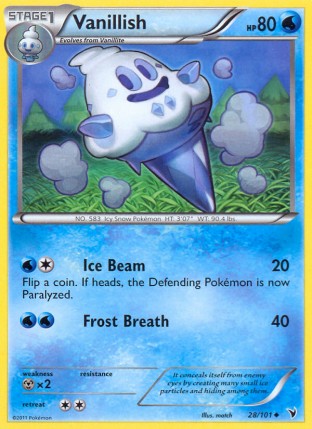 STAGE1 Vanillish HP80
Evolves from Vanillite
NO. 583 Icy Snow Pokémon HT: 3'07" WT: 90.4 lbs.
Ice Beam 20
Flip a coin. If heads, the Defending Pokémon is now
Paralyzed.
Frost Breath 40
weakness resistance
×2
retreat
It conceals itself from enemy
eyes by creating many small ice
particles and hiding among them.
©2011 Pokémon
Illus. match 28/101